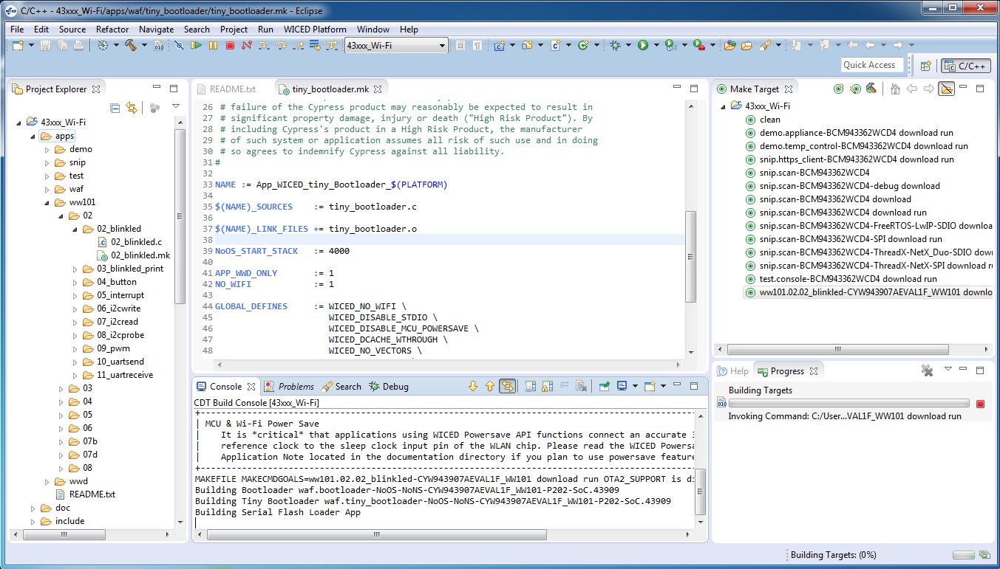 C/C++ - 43xxx_Wi-Fi/apps/waf/tiny_bootloader/tiny_bootloader.mk - Eclipse
File Edit Source Refactor Navigate Search Project Run WICED Platform Window Help
43xxx_Wi-Fi
Quick Access
C/C++
Project Explorer
43xxx_Wi-Fi
apps
demo
snip
test
waf
ww101
02
02_blinkled
02_blinkled.c
02_blinkled.mk
03_blinkled_print
04_button
05_interrupt
06_i2cwrite
07_i2cread
08_i2cprobe
09_pwm
10_uartsend
11_uartreceive
03
04
05
06
07b
07d
08
wwd
README.txt
doc
include
README.txt
tiny_bootloader.mk
26 # failure of the Cypress product may reasonably be expected to result in
27 # significant property damage, injury or death ("High Risk Product"). By
28 # including Cypress's product in a High Risk Product, the manufacturer
29 # of such system or application assumes all risk of such use and in doing
30 # so agrees to indemnify Cypress against all liability.
31 #
32
33 NAME := App_WICED_tiny_Bootloader_$(PLATFORM)
34
35 $(NAME)_SOURCES := tiny_bootloader.c
36
37 $(NAME)_LINK_FILES += tiny_bootloader.o
38
39 NoOS_START_STACK := 4000
40
41 APP_WWD_ONLY := 1
42 NO_WIFI := 1
43
44 GLOBAL_DEFINES := WICED_NO_WIFI \
45 WICED_DISABLE_STDIO \
46 WICED_DISABLE_MCU_POWERSAVE \
47 WICED_DCACHE_WTHROUGH \
48 WICED_NO_VECTORS \
Console Problems Search Debug
CDT Build Console [43xxx_Wi-Fi]
+---------------------------------------------------------------------------------------------
| MCU & Wi-Fi Power Save
| It is *critical* that applications using WICED Powersave API functions connect an accurate
| reference clock to the sleep clock input pin of the WLAN chip. Please read the WICED Powersa
| Application Note located in the documentation directory if you plan to use powersave feature
+---------------------------------------------------------------------------------------------
MAKEFILE MAKECMDGOALS=ww101.02.02_blinkled-CYW943907AEVAL1F_WW101 download run OTA2_SUPPORT is di
Building Bootloader waf.bootloader-NoOS-NoNS-CYW943907AEVAL1F_WW101-P202-SoC.43909
Building Tiny Bootloader waf.tiny_bootloader-NoOS-NoNS-CYW943907AEVAL1F_WW101-P202-SoC.43909
Building Serial Flash Loader App
Make Target
43xxx_Wi-Fi
clean
demo.appliance-BCM943362WCD4 download run
demo.temp_control-BCM943362WCD4 download run
snip.https_client-BCM943362WCD4 download run
snip.scan-BCM943362WCD4
snip.scan-BCM943362WCD4-debug download
snip.scan-BCM943362WCD4 download
snip.scan-BCM943362WCD4 download run
snip.scan-BCM943362WCD4-FreeRTOS-LwIP-SDIO downloa
snip.scan-BCM943362WCD4-SPI download run
snip.scan-BCM943362WCD4-ThreadX-NetX_Duo-SDIO dow
snip.scan-BCM943362WCD4-ThreadX-NetX-SPI download r
test.console-BCM943362WCD4 download run
ww101.02.02_blinkled-CYW943907AEVAL1F_WW101 downlo
Help Progress
Building Targets
Invoking Command: C:/User...VAL1F_WW101 download run
Building Targets: (0%)